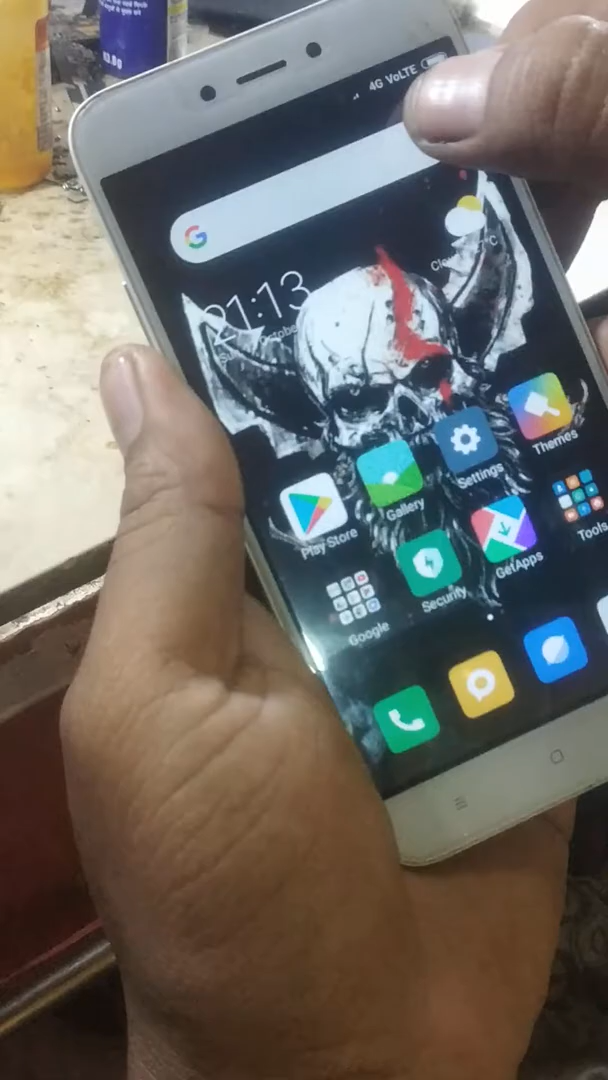 4G VoLTE
21:13
Play Store
Gallery
Settings
Themes
Google
Security
GetApps
Tools